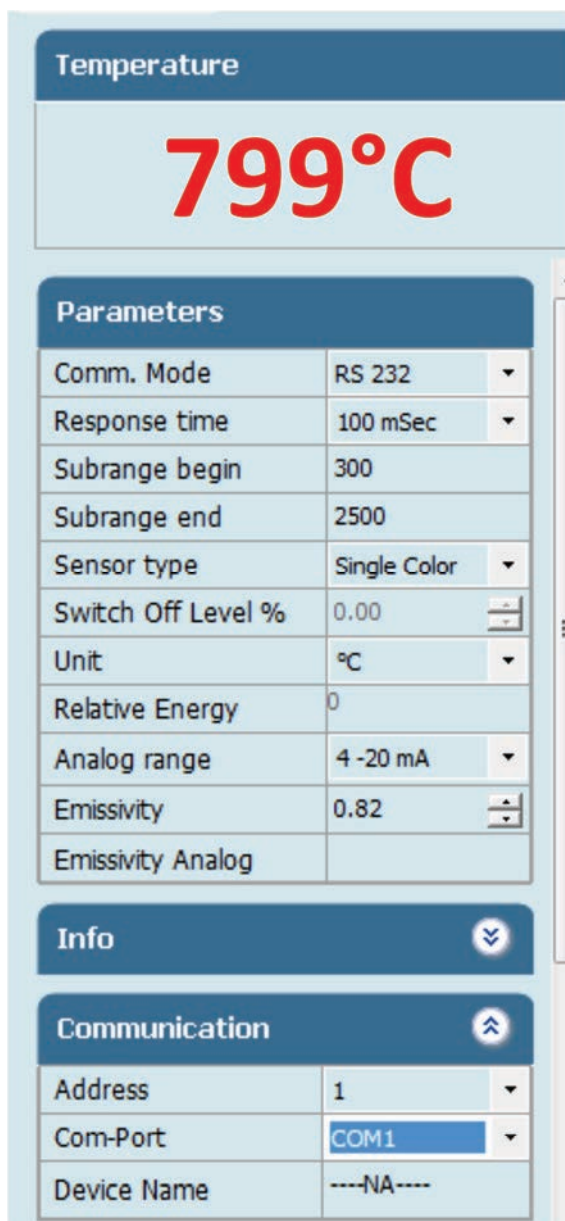 Temperature
799°C
Parameters
Comm. Mode RS 232
Response time 100 mSec
Subrange begin 300
Subrange end 2500
Sensor type Single Color
Switch Off Level % 0.00
Unit °C
Relative Energy 0
Analog range 4 -20 mA
Emissivity 0.82
Emissivity Analog
Info
Communication
Address 1
Com-Port COM1
Device Name ----NA----